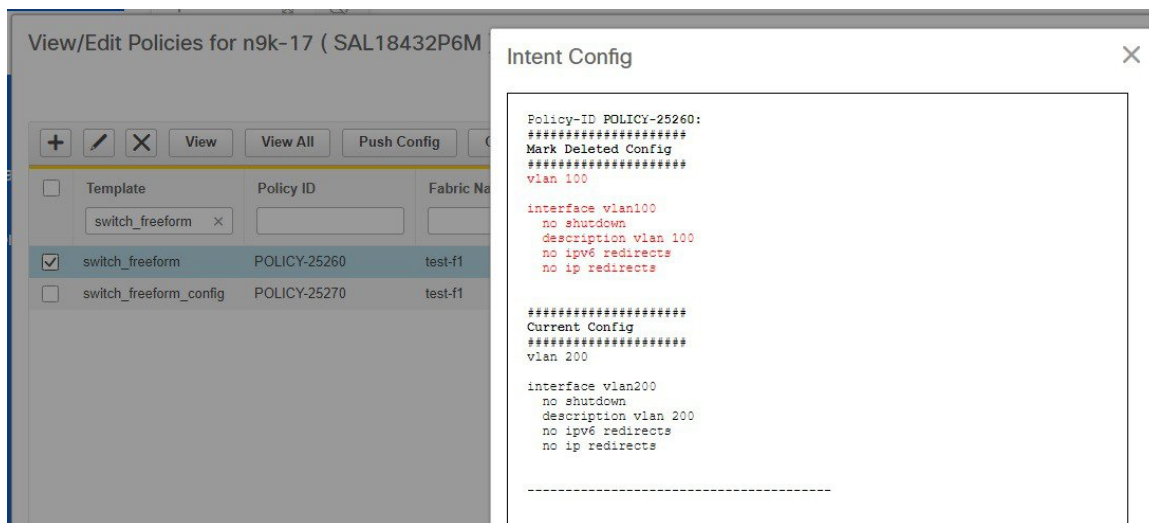 View/Edit Policies for n9k-17 ( SAL18432P6M
View
View All
Push Config
Template
Policy ID
Fabric Na
switch_freeform
switch_freeform
POLICY-25260
test-f1
switch_freeform_config
POLICY-25270
test-f1
Intent Config
Policy-ID POLICY-25260:
#####################
Mark Deleted Config
#####################
vlan 100
interface vlan100
no shutdown
description vlan 100
no ipv6 redirects
no ip redirects
#####################
Current Config
#####################
vlan 200
interface vlan200
no shutdown
description vlan 200
no ipv6 redirects
no ip redirects
----------------------------------------